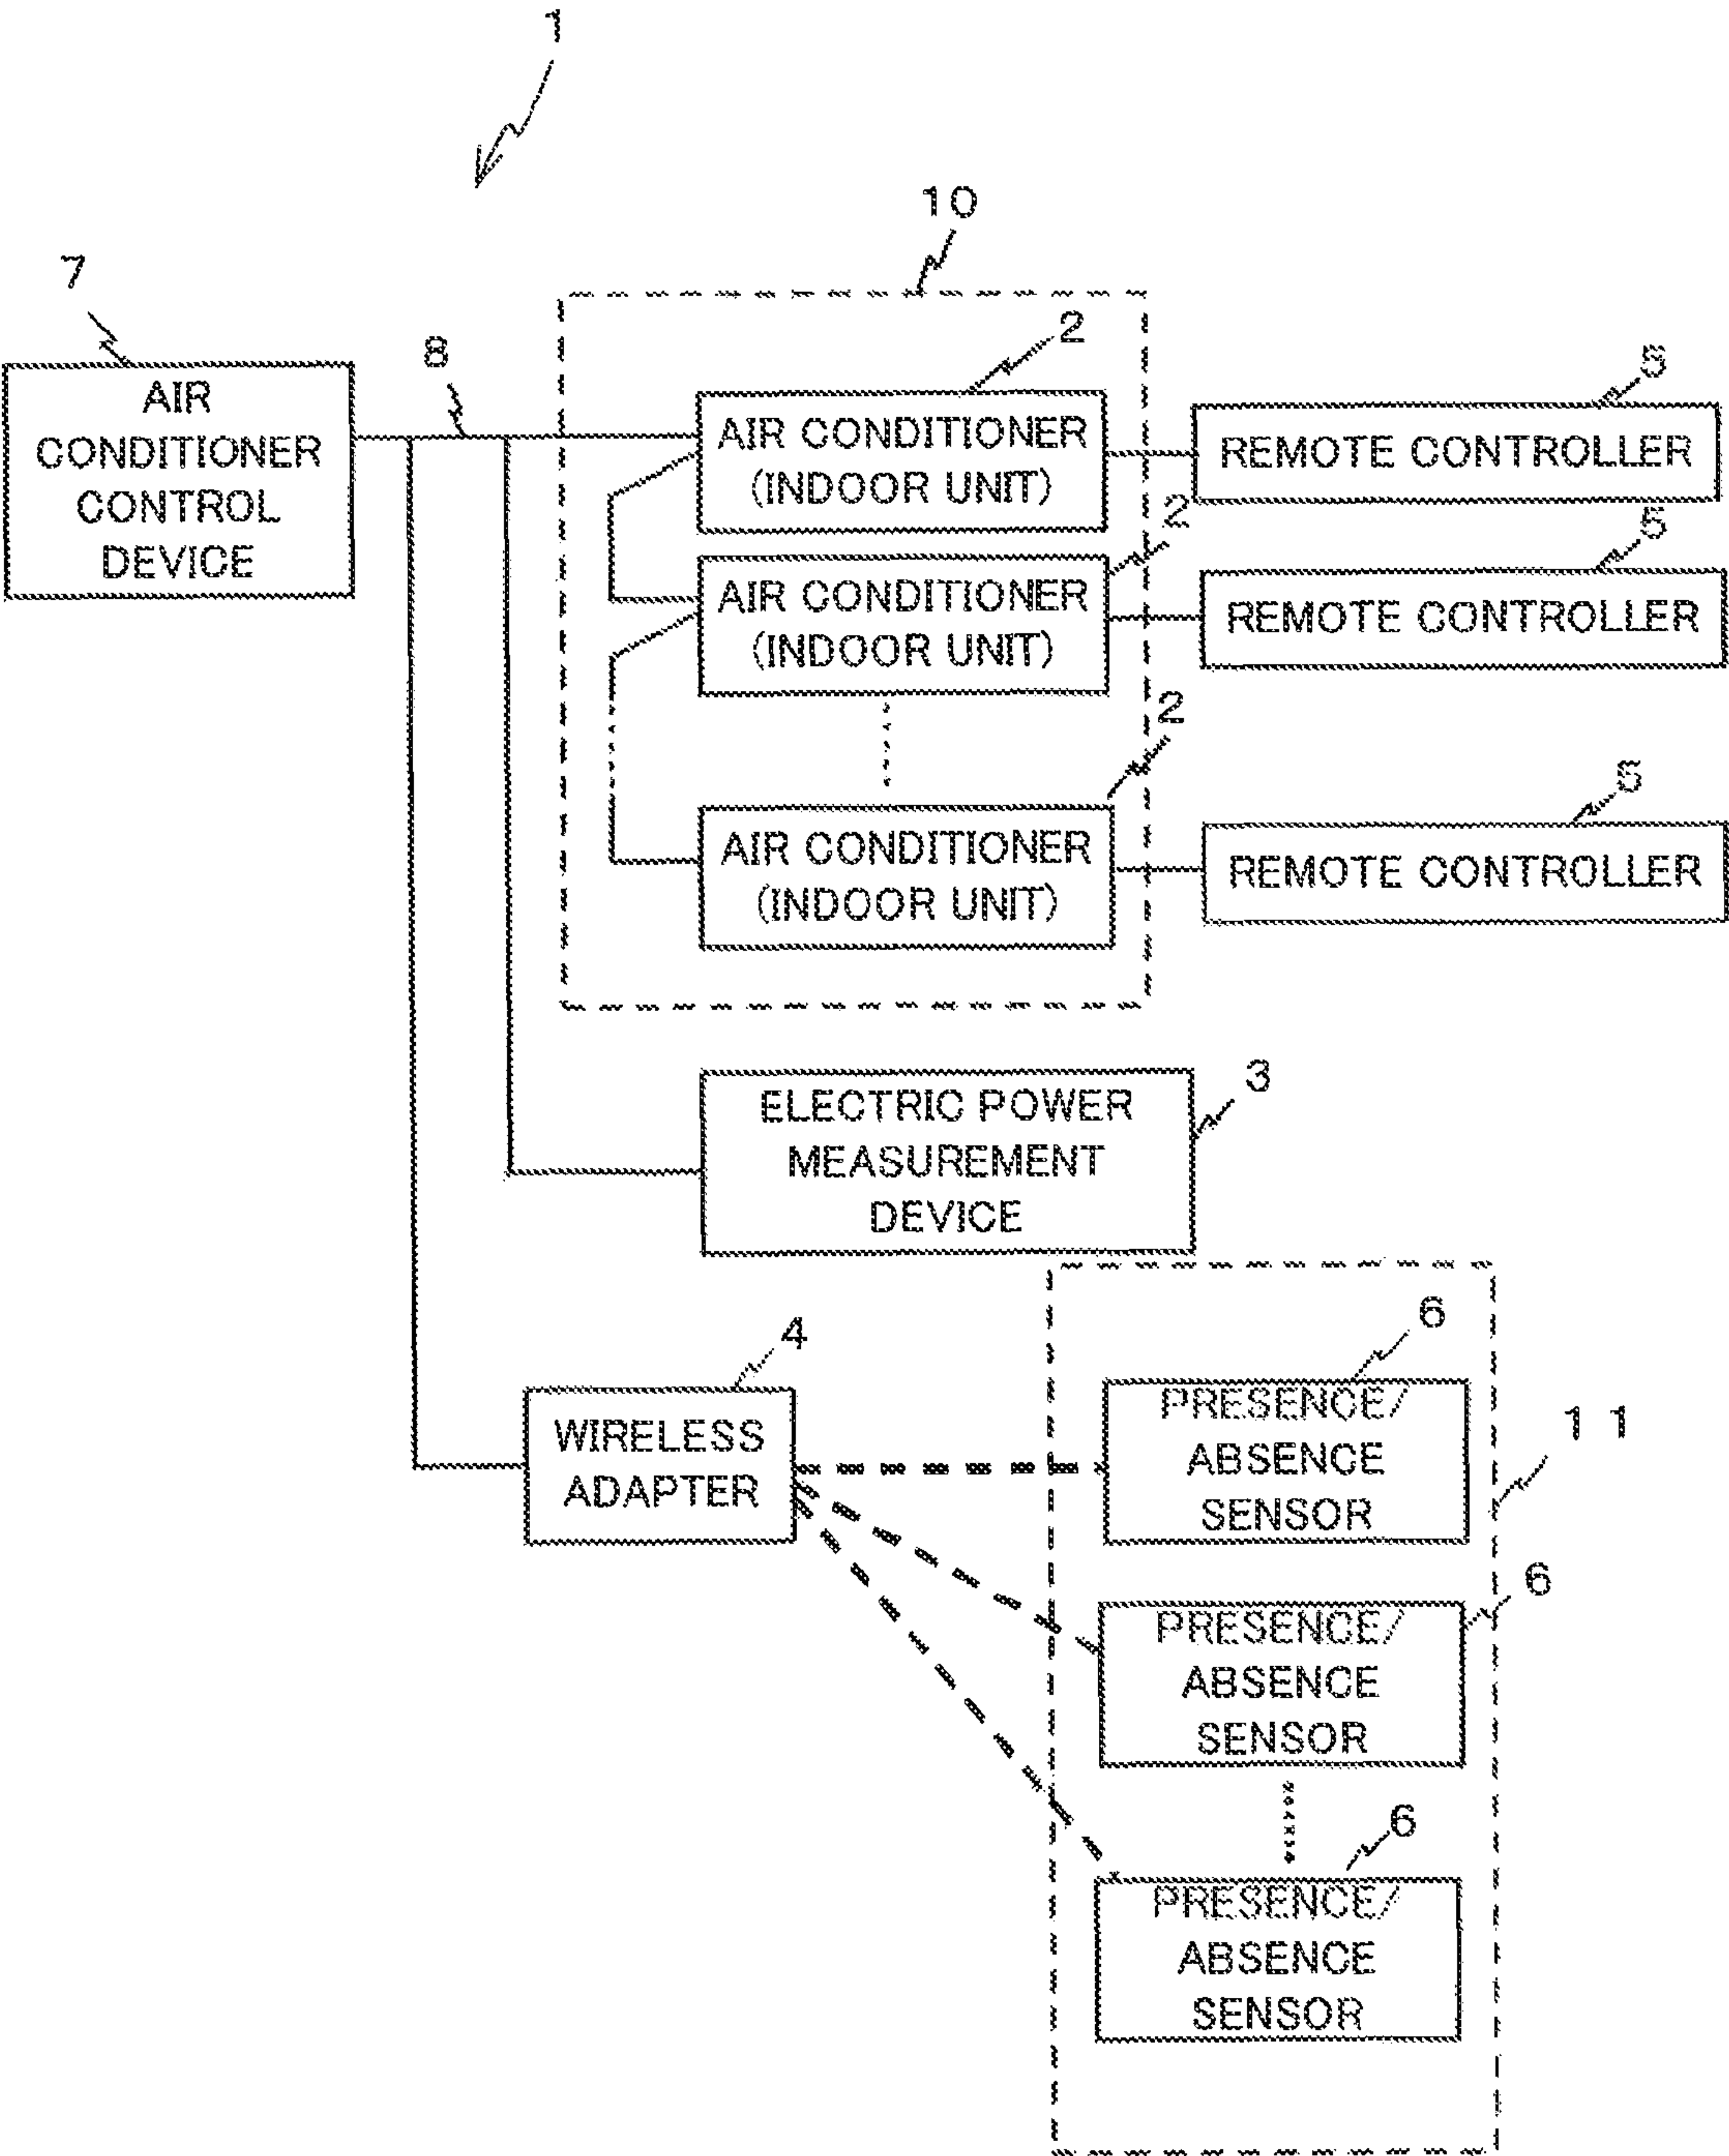 1
10
7
8
2
5
AIR
CONDITIONER
CONTROL
DEVICE
AIR CONDITIONER
(INDOOR UNIT)
REMOTE CONTROLLER
2
5
AIR CONDITIONER
(INDOOR UNIT)
REMOTE CONTROLLER
2
5
AIR CONDITIONER
(INDOOR UNIT)
REMOTE CONTROLLER
3
ELECTRIC POWER
MEASUREMENT
DEVICE
4
WIRELESS
ADAPTER
6
11
PRESENCE/
ABSENCE
SENSOR
6
PRESENCE/
ABSENCE
SENSOR
6
PRESENCE/
ABSENCE
SENSOR